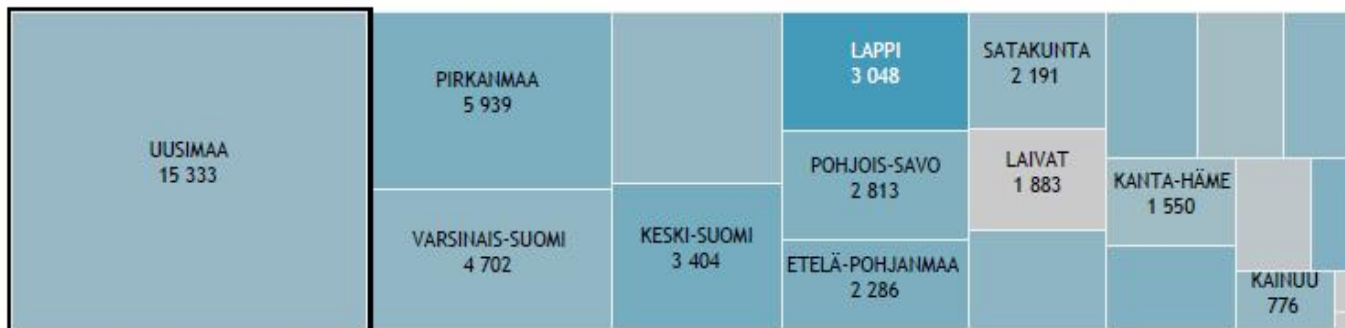 UUSIMAA
15 333
PIRKANMAA
5 939
VARSINAIS-SUOMI
4 702
KESKI-SUOMI
3 404
LAPPI
3 048
POHJOIS-SAVO
2 813
ETELÄ-POHJANMAA
2 286
SATAKUNTA
2 191
LAIVAT
1 883
KANTA-HÄME
1 550
KAINUU
776